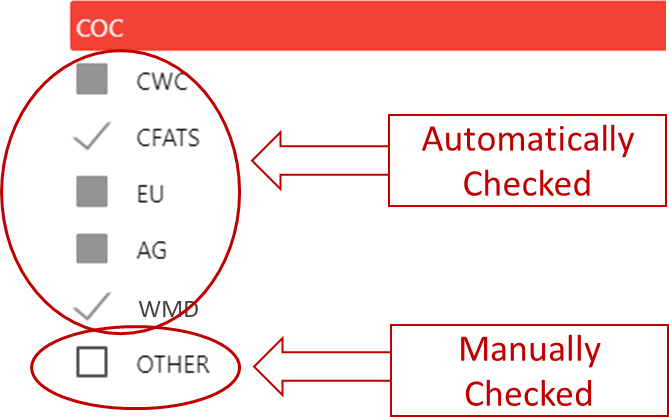 COC
CWC
CFATS
EU
AG
WMD
OTHER
Automatically
Checked
Manually
Checked